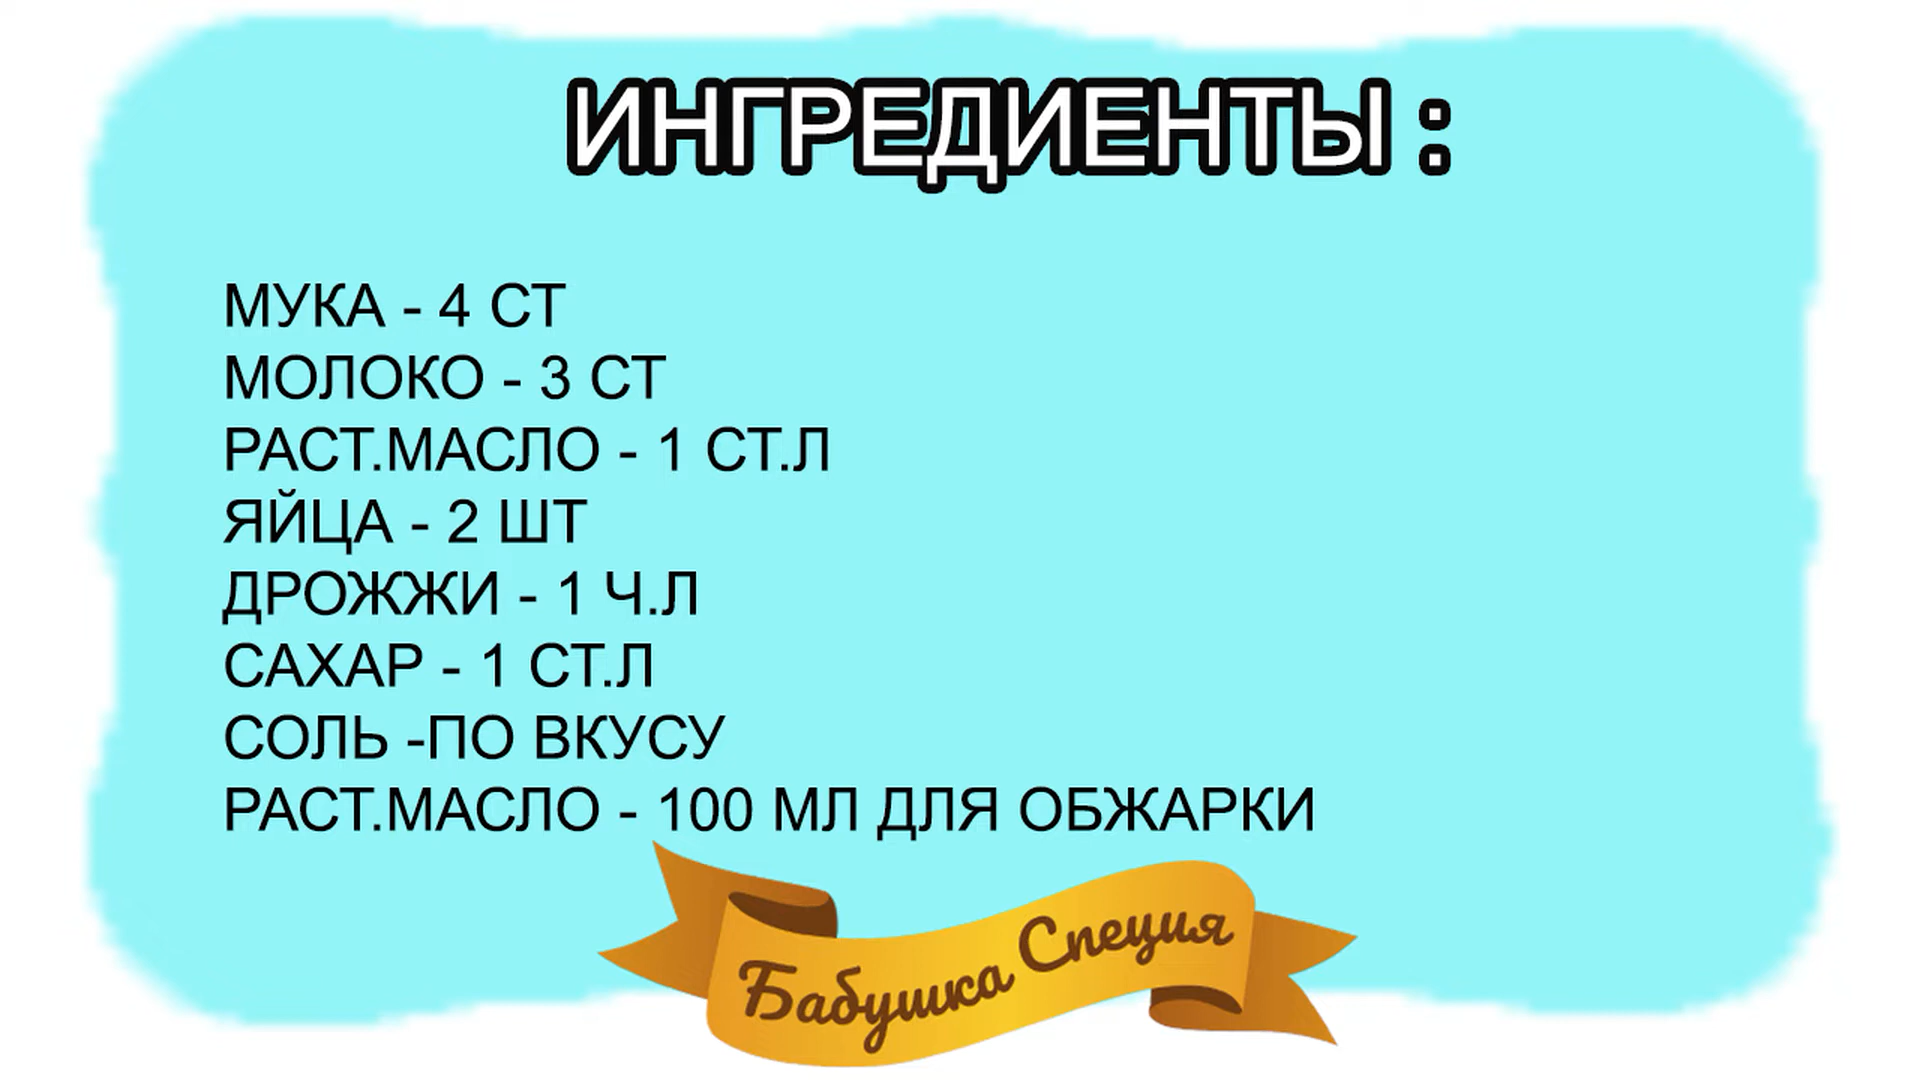 ИНГРЕДИЕНТЫ :
МУКА - 4 СТ
МОЛОКО - 3 СТ
РАСТ.МАСЛО - 1 СТ.Л
ЯЙЦА - 2 ШТ
ДРОЖЖИ - 1 Ч.Л
САХАР - 1 СТ.Л
СОЛЬ -ПО ВКУСУ
РАСТ.МАСЛО - 100 МЛ ДЛЯ ОБЖАРКИ
Бабушка Специя